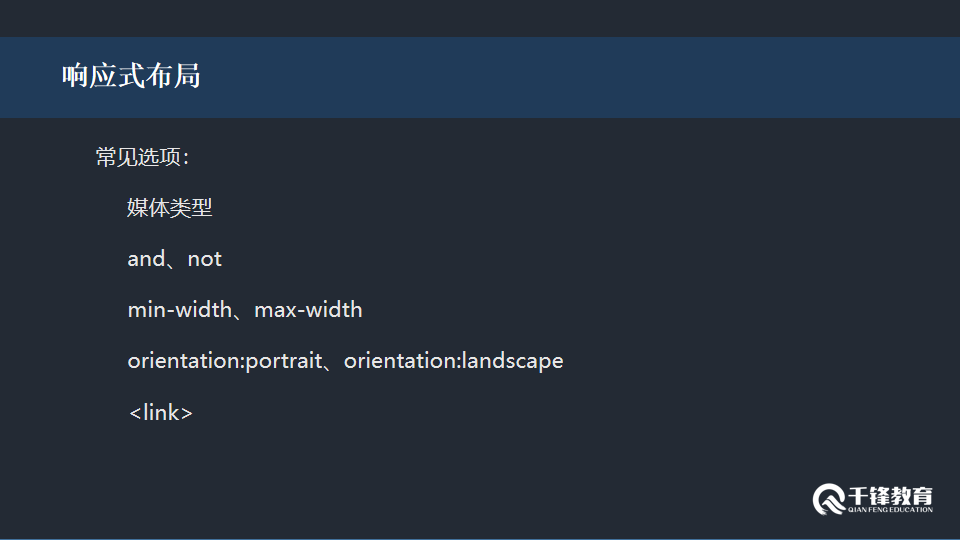 响应式布局
常见选项：
媒体类型
and、not
min-width、max-width
orientation:portrait、orientation:landscape
<link>
千锋教育
QIAN FENG EDUCATION